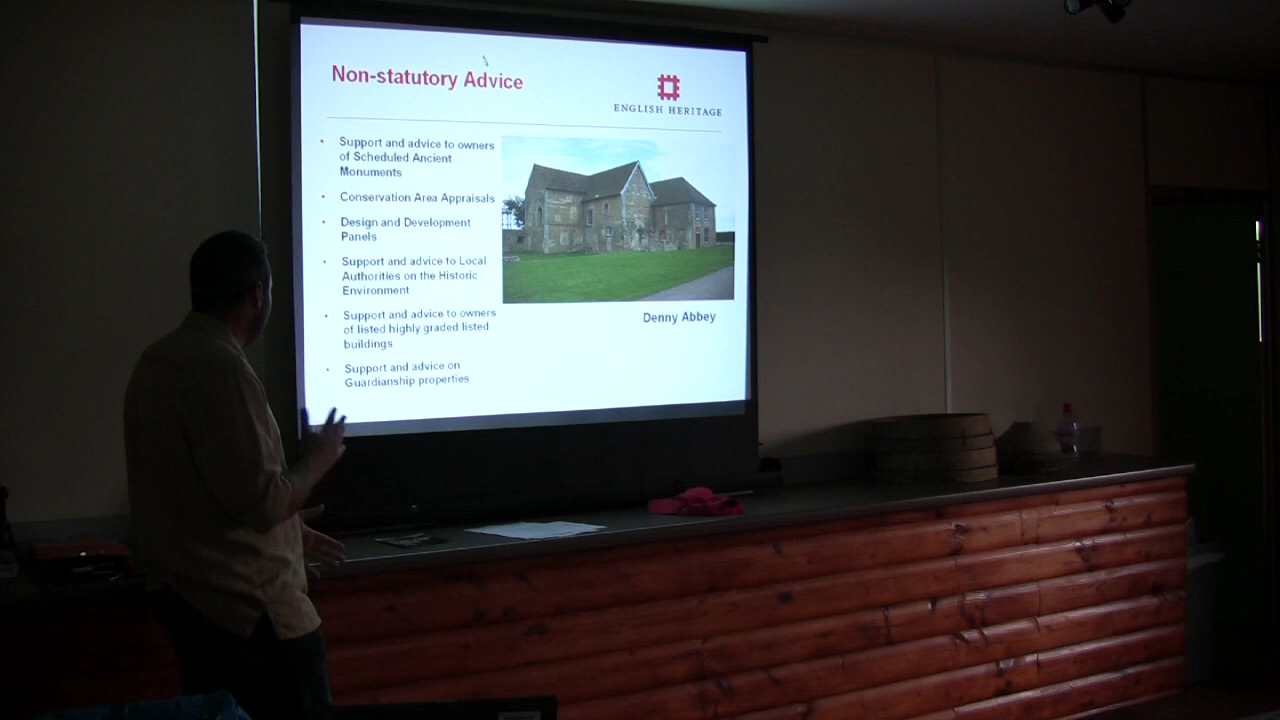 Non-statutory Advice
ENGLISH HERITAGE
• Support and advice to owners
of Scheduled Ancient
Monuments
• Conservation Area Appraisals
• Design and Development
Panels
• Support and advice to Local
Authorities on the Historic
Environment
• Support and advice to owners
of listed highly graded listed
buildings
• Support and advice on
Guardianship properties
Denny Abbey